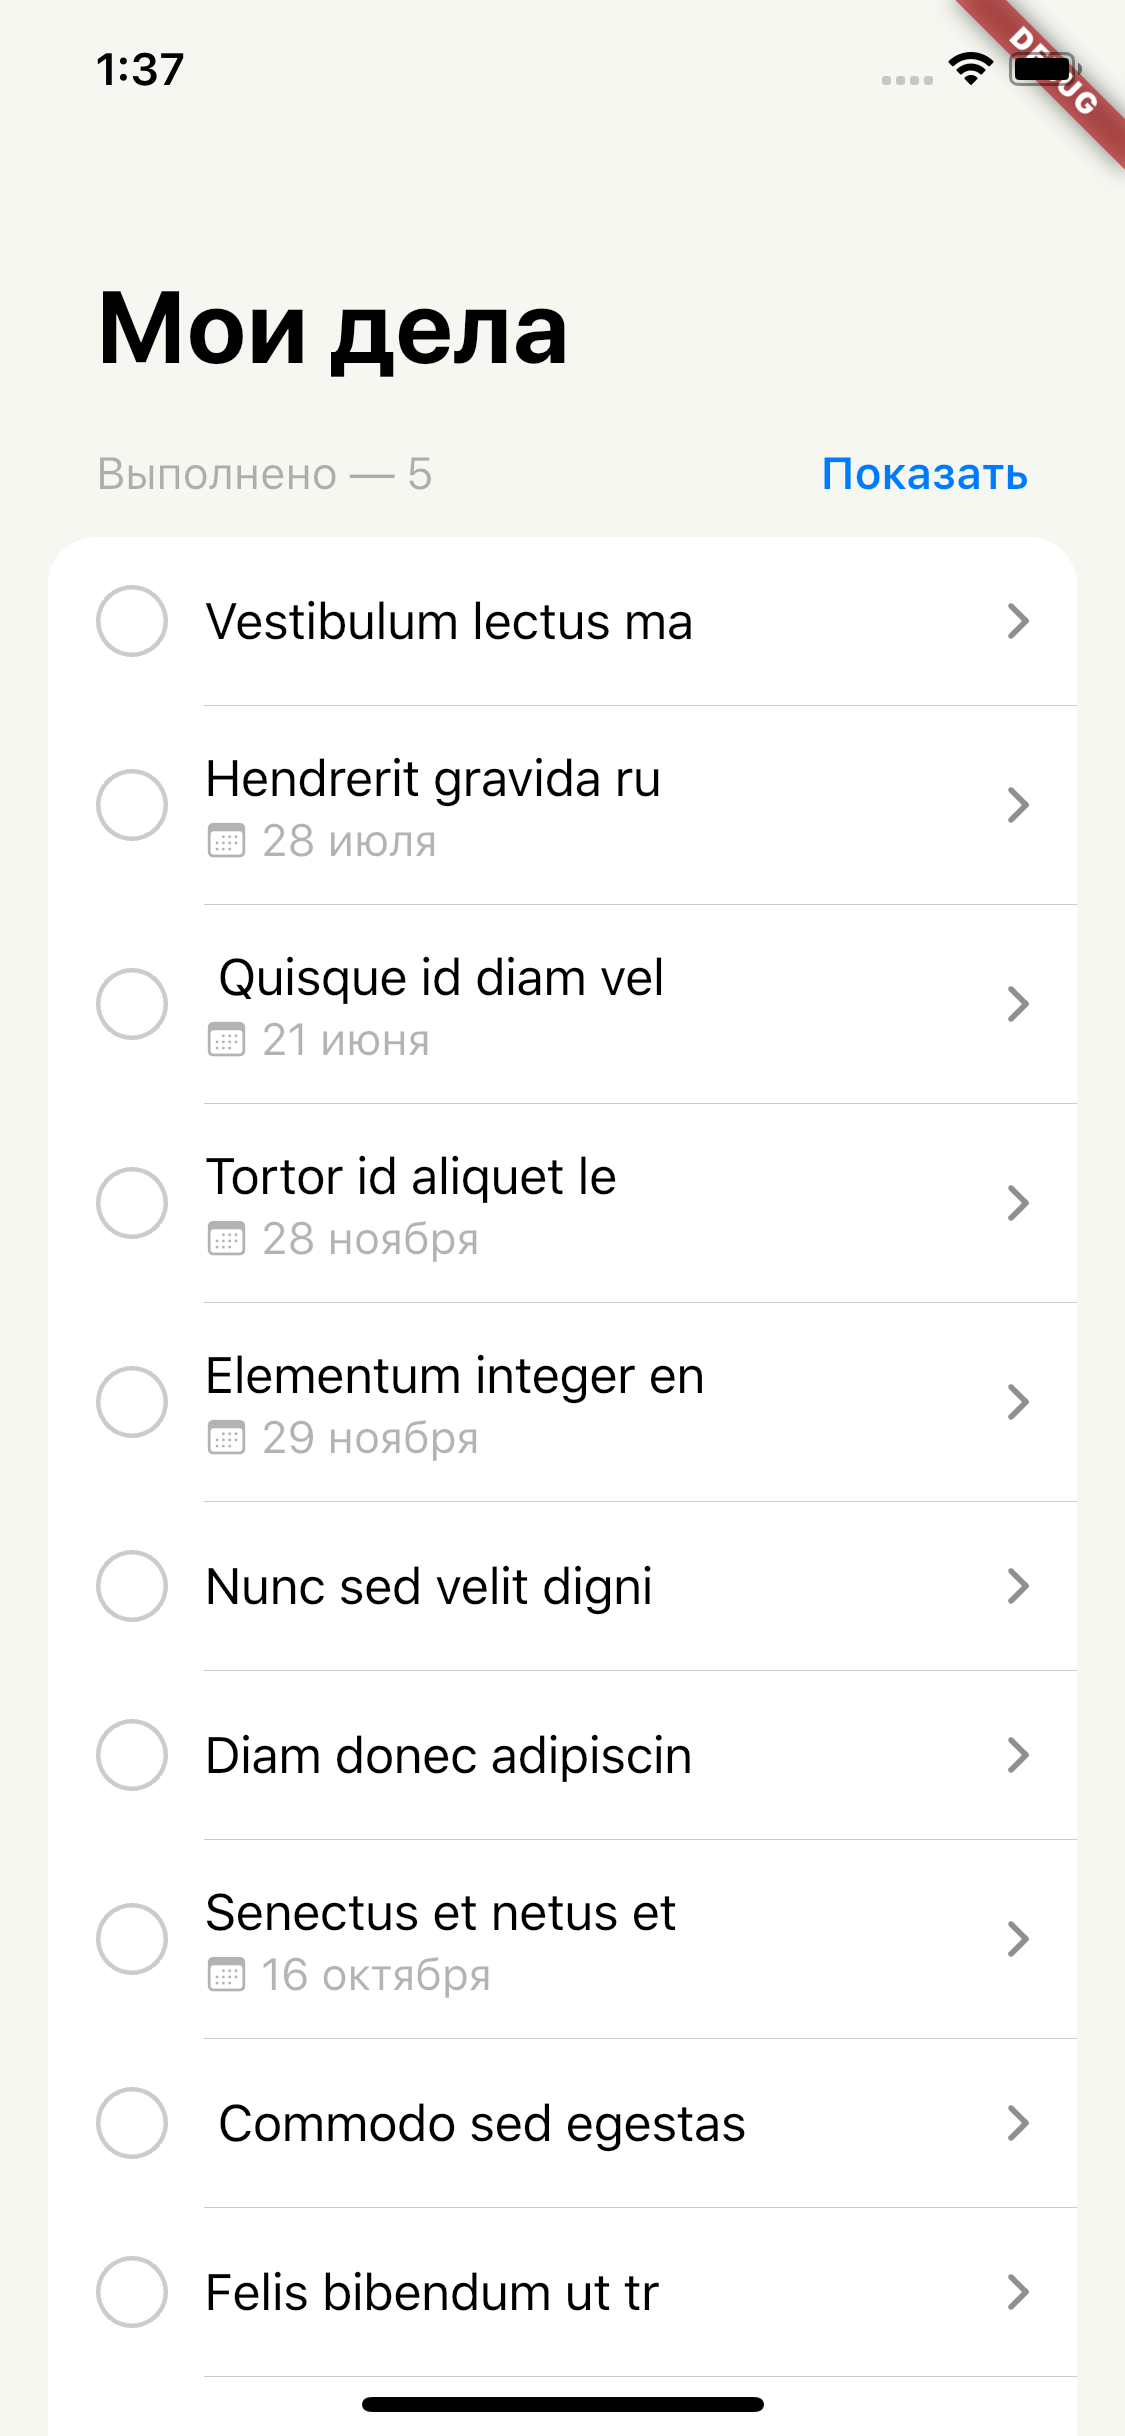 1:37
DEBUG
Мои дела
Выполнено — 5
Показать
Vestibulum lectus ma
Hendrerit gravida ru
28 июля
Quisque id diam vel
21 июня
Tortor id aliquet le
28 ноября
Elementum integer en
29 ноября
Nunc sed velit digni
Diam donec adipiscin
Senectus et netus et
16 октября
Commodo sed egestas
Felis bibendum ut tr